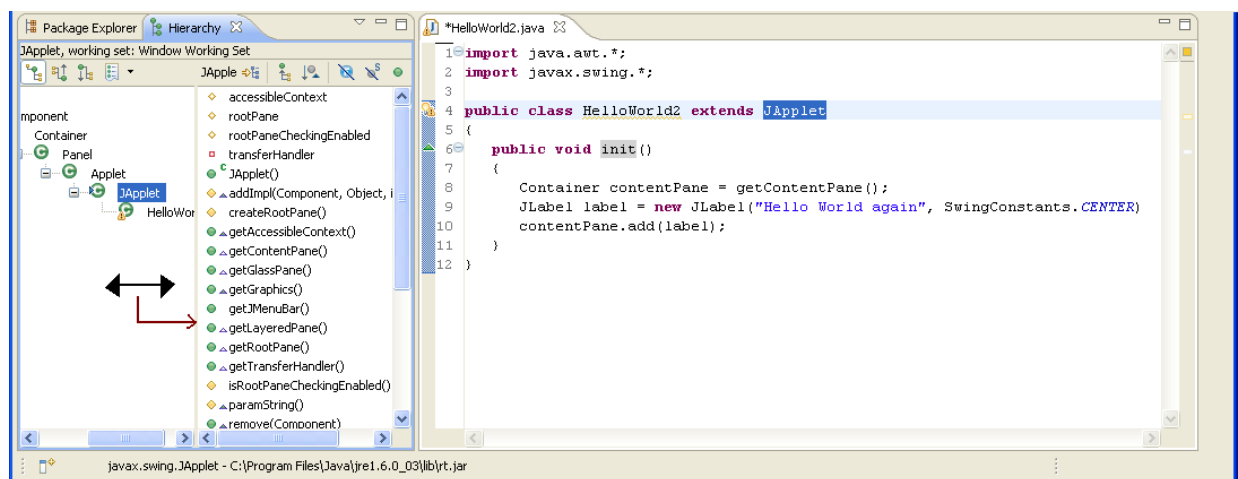 Package Explorer Hierarchy
JApplet, working set: Window Working Set
JApple
mponent
Container
Panel
Applet
JApplet
HelloWor
accessibleContext
rootPane
rootPaneCheckingEnabled
transferHandler
C JApplet()
addImpl(Component, Object, i
createRootPane()
getAccessibleContext()
getContentPane()
getGlassPane()
getGraphics()
getJMenuBar()
getLayeredPane()
getRootPane()
getTransferHandler()
isRootPaneCheckingEnabled()
paramString()
remove(Component)
*HelloWorld2.java
1 import java.awt.*;
2 import javax.swing.*;
3
4 public class HelloWorld2 extends JApplet
5 {
6 public void init()
7 {
8 Container contentPane = getContentPane();
9 JLabel label = new JLabel("Hello World again", SwingConstants.CENTER)
10 contentPane.add(label);
11 }
12 }
javax.swing.JApplet - C:\Program Files\Java\jre1.6.0_03\lib\rt.jar